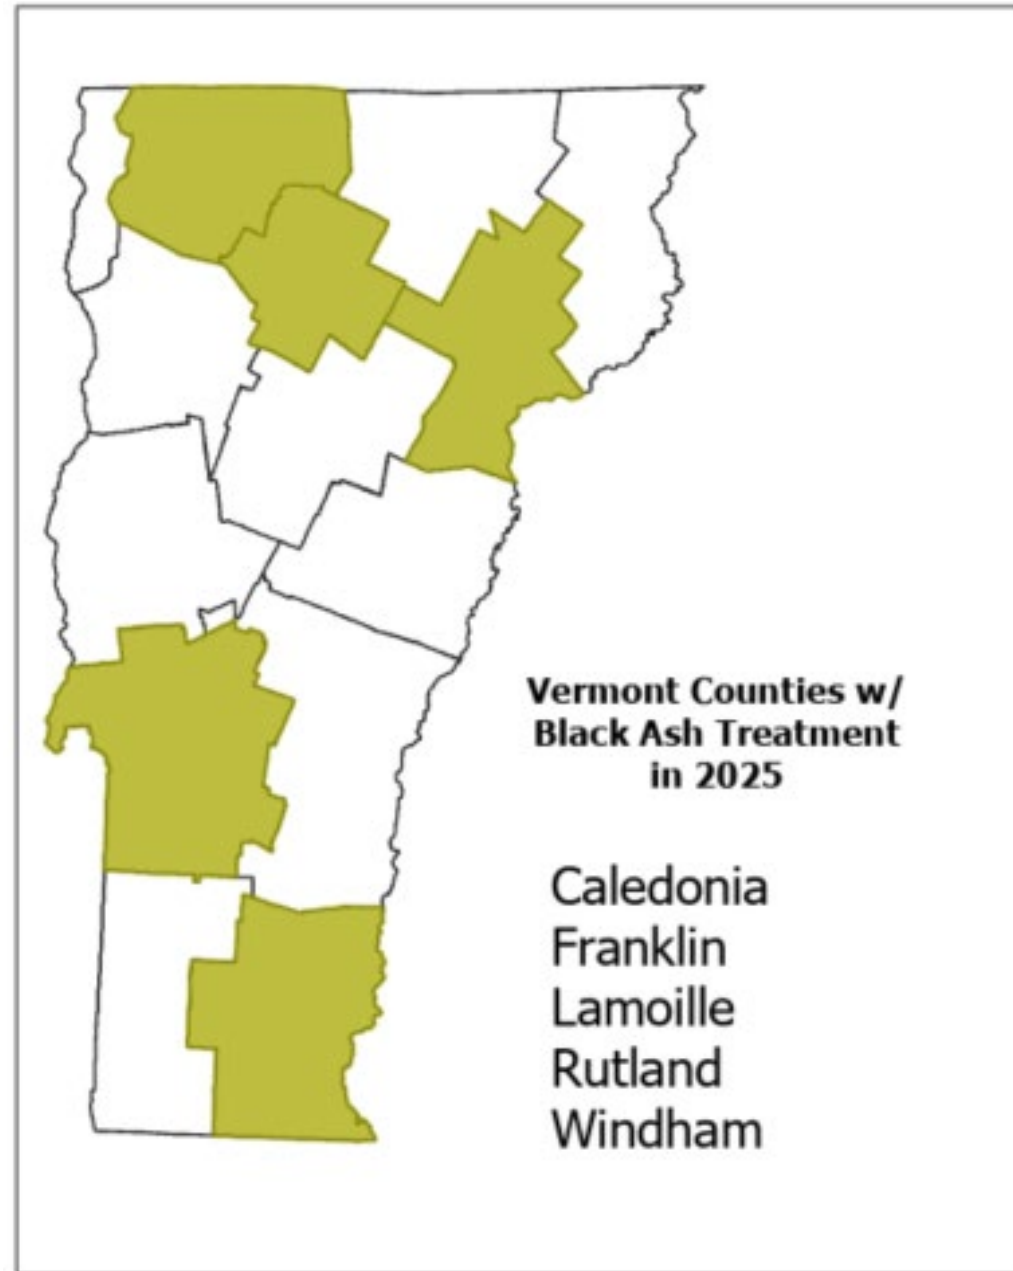 Vermont Counties w/
Black Ash Treatment
in 2025
Caledonia
Franklin
Lamoille
Rutland
Windham